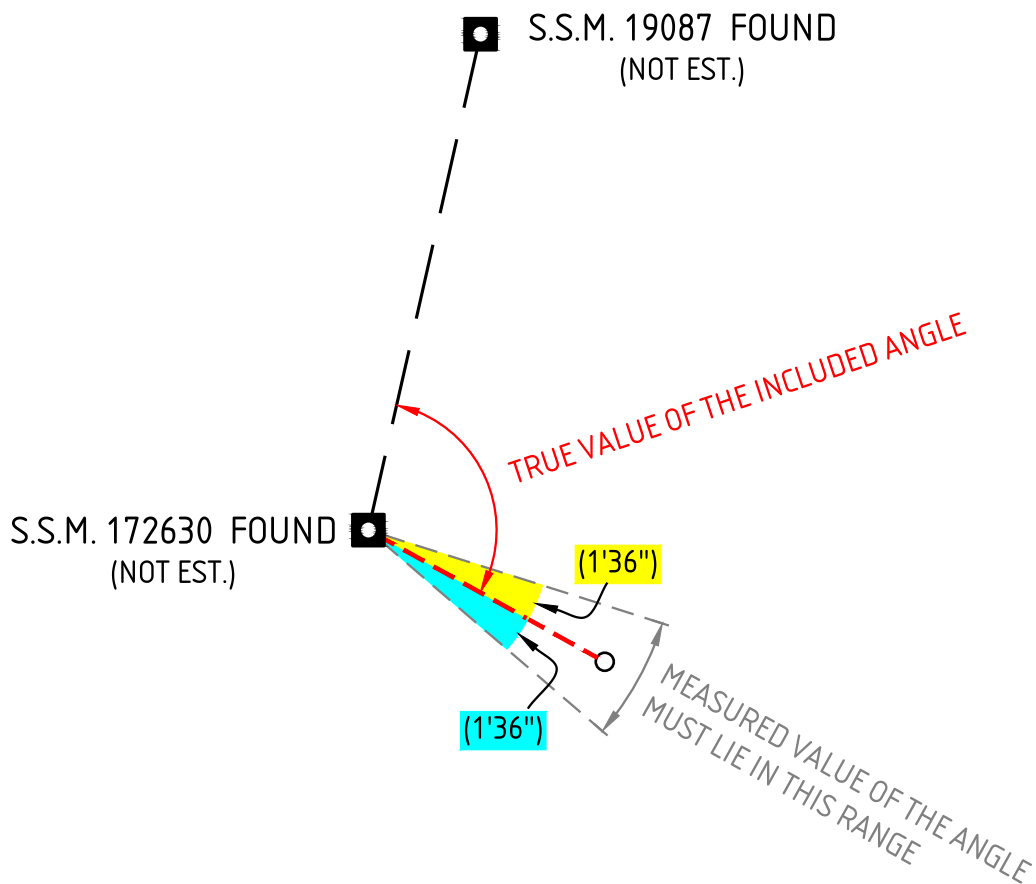 S.S.M. 19087 FOUND
(NOT EST.)
TRUE VALUE OF THE INCLUDED ANGLE
S.S.M. 172630 FOUND
(NOT EST.)
(1'36")
(1'36")
MEASURED VALUE OF THE ANGLE
MUST LIE IN THIS RANGE